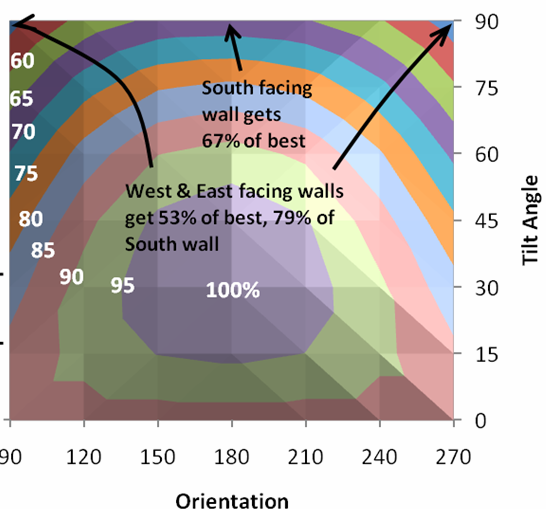 90
60
South facing
75
wall gets
65
67% of best
70
60
75
West & East facing walls
get 53% of best, 79% of
South wall
80
45
85
90
95
100%
30
15
0
Tilt Angle
90
120
150
180
210
240
270
Orientation